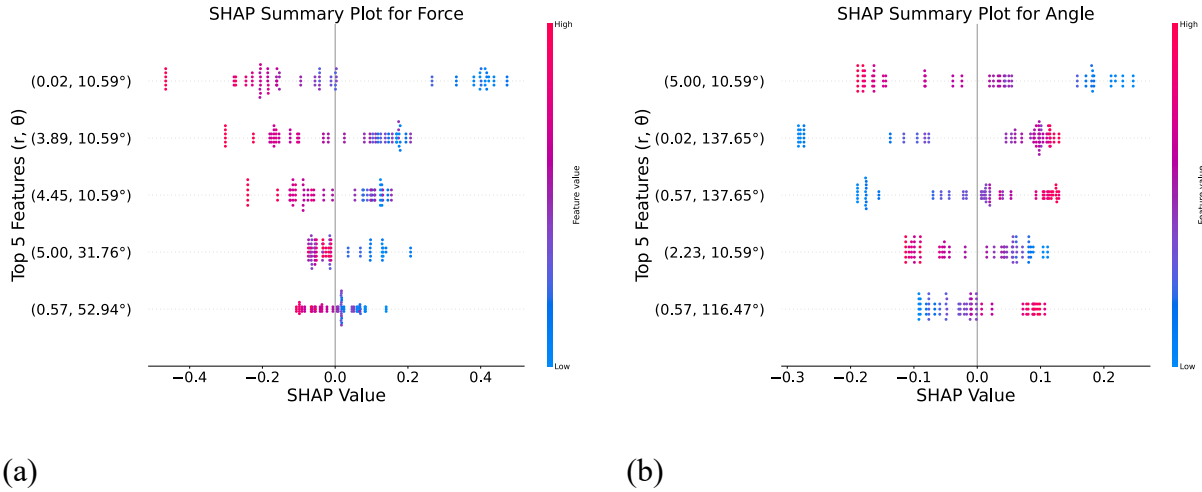 SHAP Summary Plot for Force
High
(0.02, 10.59°)
(3.89, 10.59°)
(4.45, 10.59°)
(5.00, 31.76°)
(0.57, 52.94°)
Top 5 Features (r, θ)
Feature value
Low
−0.4 −0.2 0.0 0.2 0.4
SHAP Value
(a)
SHAP Summary Plot for Angle
High
(5.00, 10.59°)
(0.02, 137.65°)
(0.57, 137.65°)
(2.23, 10.59°)
(0.57, 116.47°)
Top 5 Features (r, θ)
Feature value
Low
−0.3 −0.2 −0.1 0.0 0.1 0.2
SHAP Value
(b)